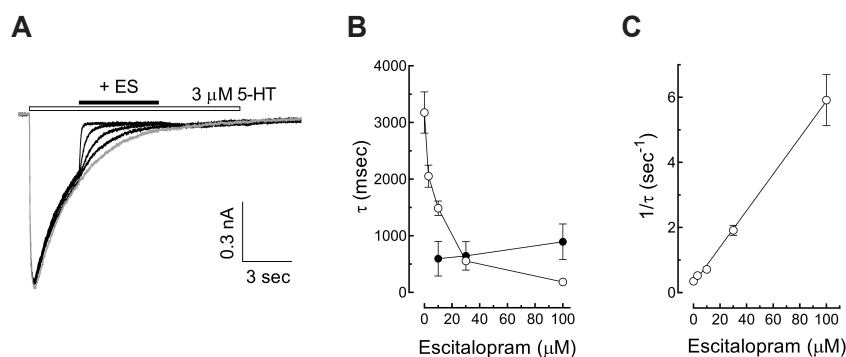 A
B
C
+ ES
3 μM 5-HT
0.3 nA
3 sec
4000
3000
2000
1000
0
τ (msec)
0 20 40 60 80 100
Escitalopram (μM)
6
4
2
0
1/τ (sec⁻¹)
0 20 40 60 80 100
Escitalopram (μM)